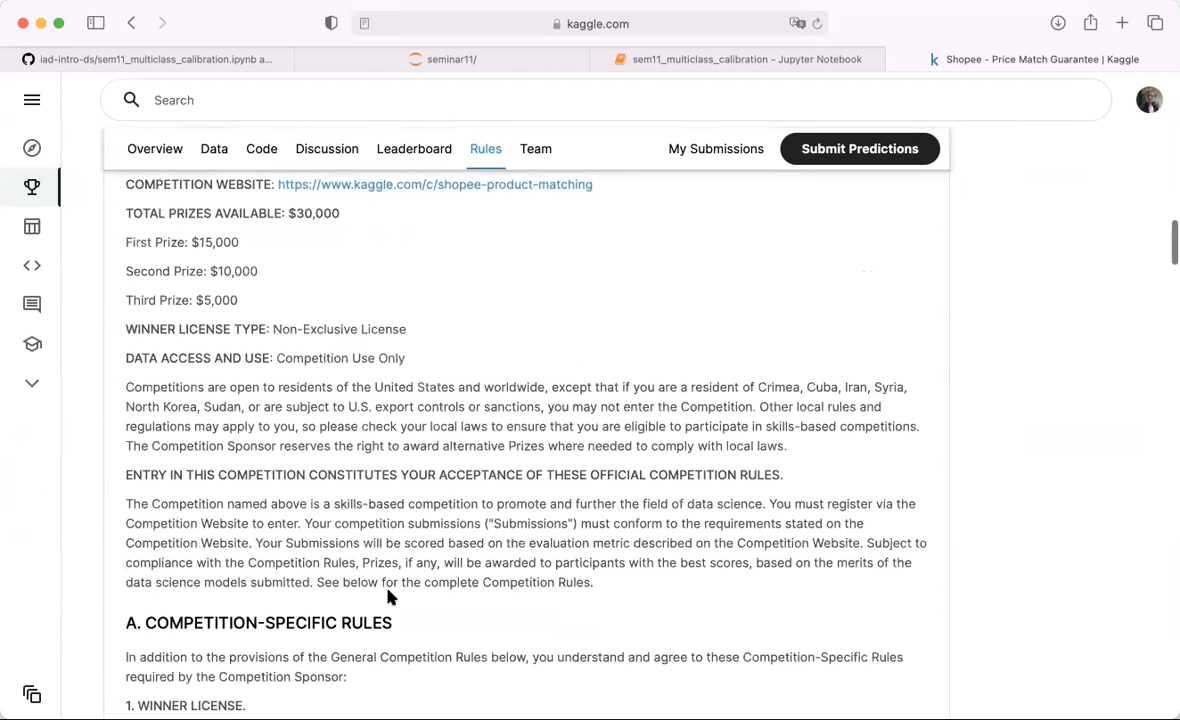 kaggle.com
iad-intro-ds/sem11_multiclass_calibration.ipynb a...
seminar11/
sem11_multiclass_calibration - Jupyter Notebook
Shopee - Price Match Guarantee | Kaggle
Search
Overview Data Code Discussion Leaderboard Rules Team My Submissions Submit Predictions
COMPETITION WEBSITE: https://www.kaggle.com/c/shopee-product-matching
TOTAL PRIZES AVAILABLE: $30,000
First Prize: $15,000
Second Prize: $10,000
Third Prize: $5,000
WINNER LICENSE TYPE: Non-Exclusive License
DATA ACCESS AND USE: Competition Use Only
Competitions are open to residents of the United States and worldwide, except that if you are a resident of Crimea, Cuba, Iran, Syria,
North Korea, Sudan, or are subject to U.S. export controls or sanctions, you may not enter the Competition. Other local rules and
regulations may apply to you, so please check your local laws to ensure that you are eligible to participate in skills-based competitions.
The Competition Sponsor reserves the right to award alternative Prizes where needed to comply with local laws.
ENTRY IN THIS COMPETITION CONSTITUTES YOUR ACCEPTANCE OF THESE OFFICIAL COMPETITION RULES.
The Competition named above is a skills-based competition to promote and further the field of data science. You must register via the
Competition Website to enter. Your competition submissions ("Submissions") must conform to the requirements stated on the
Competition Website. Your Submissions will be scored based on the evaluation metric described on the Competition Website. Subject to
compliance with the Competition Rules, Prizes, if any, will be awarded to participants with the best scores, based on the merits of the
data science models submitted. See below for the complete Competition Rules.
A. COMPETITION-SPECIFIC RULES
In addition to the provisions of the General Competition Rules below, you understand and agree to these Competition-Specific Rules
required by the Competition Sponsor:
1. WINNER LICENSE.